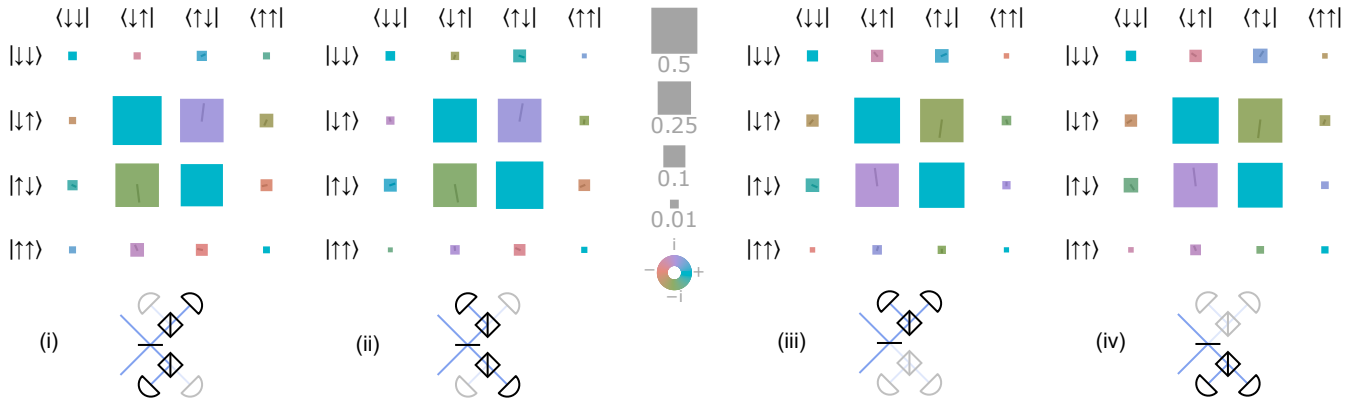 ⟨↓↓| ⟨↓↑| ⟨↑↓| ⟨↑↑|
|↓↓⟩
|↓↑⟩
|↑↓⟩
|↑↑⟩
(i)
⟨↓↓| ⟨↓↑| ⟨↑↓| ⟨↑↑|
|↓↓⟩
|↓↑⟩
|↑↓⟩
|↑↑⟩
(ii)
0.5
0.25
0.1
0.01
i
− +
−i
⟨↓↓| ⟨↓↑| ⟨↑↓| ⟨↑↑|
|↓↓⟩
|↓↑⟩
|↑↓⟩
|↑↑⟩
(iii)
⟨↓↓| ⟨↓↑| ⟨↑↓| ⟨↑↑|
|↓↓⟩
|↓↑⟩
|↑↓⟩
|↑↑⟩
(iv)